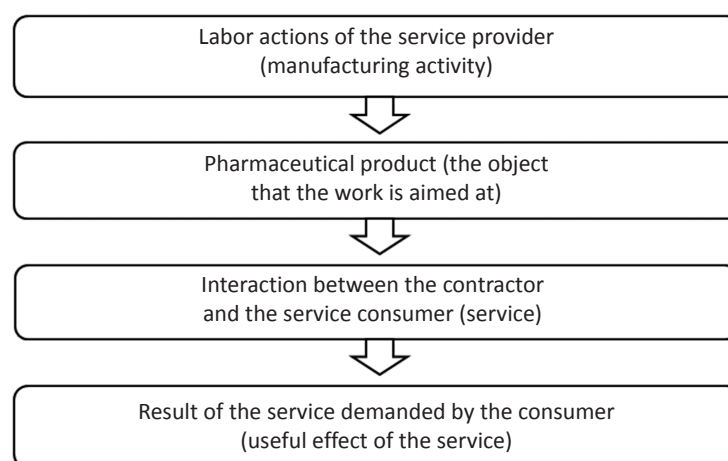 Labor actions of the service provider
(manufacturing activity)
Pharmaceutical product (the object
that the work is aimed at)
Interaction between the contractor
and the service consumer (service)
Result of the service demanded by the consumer
(useful effect of the service)